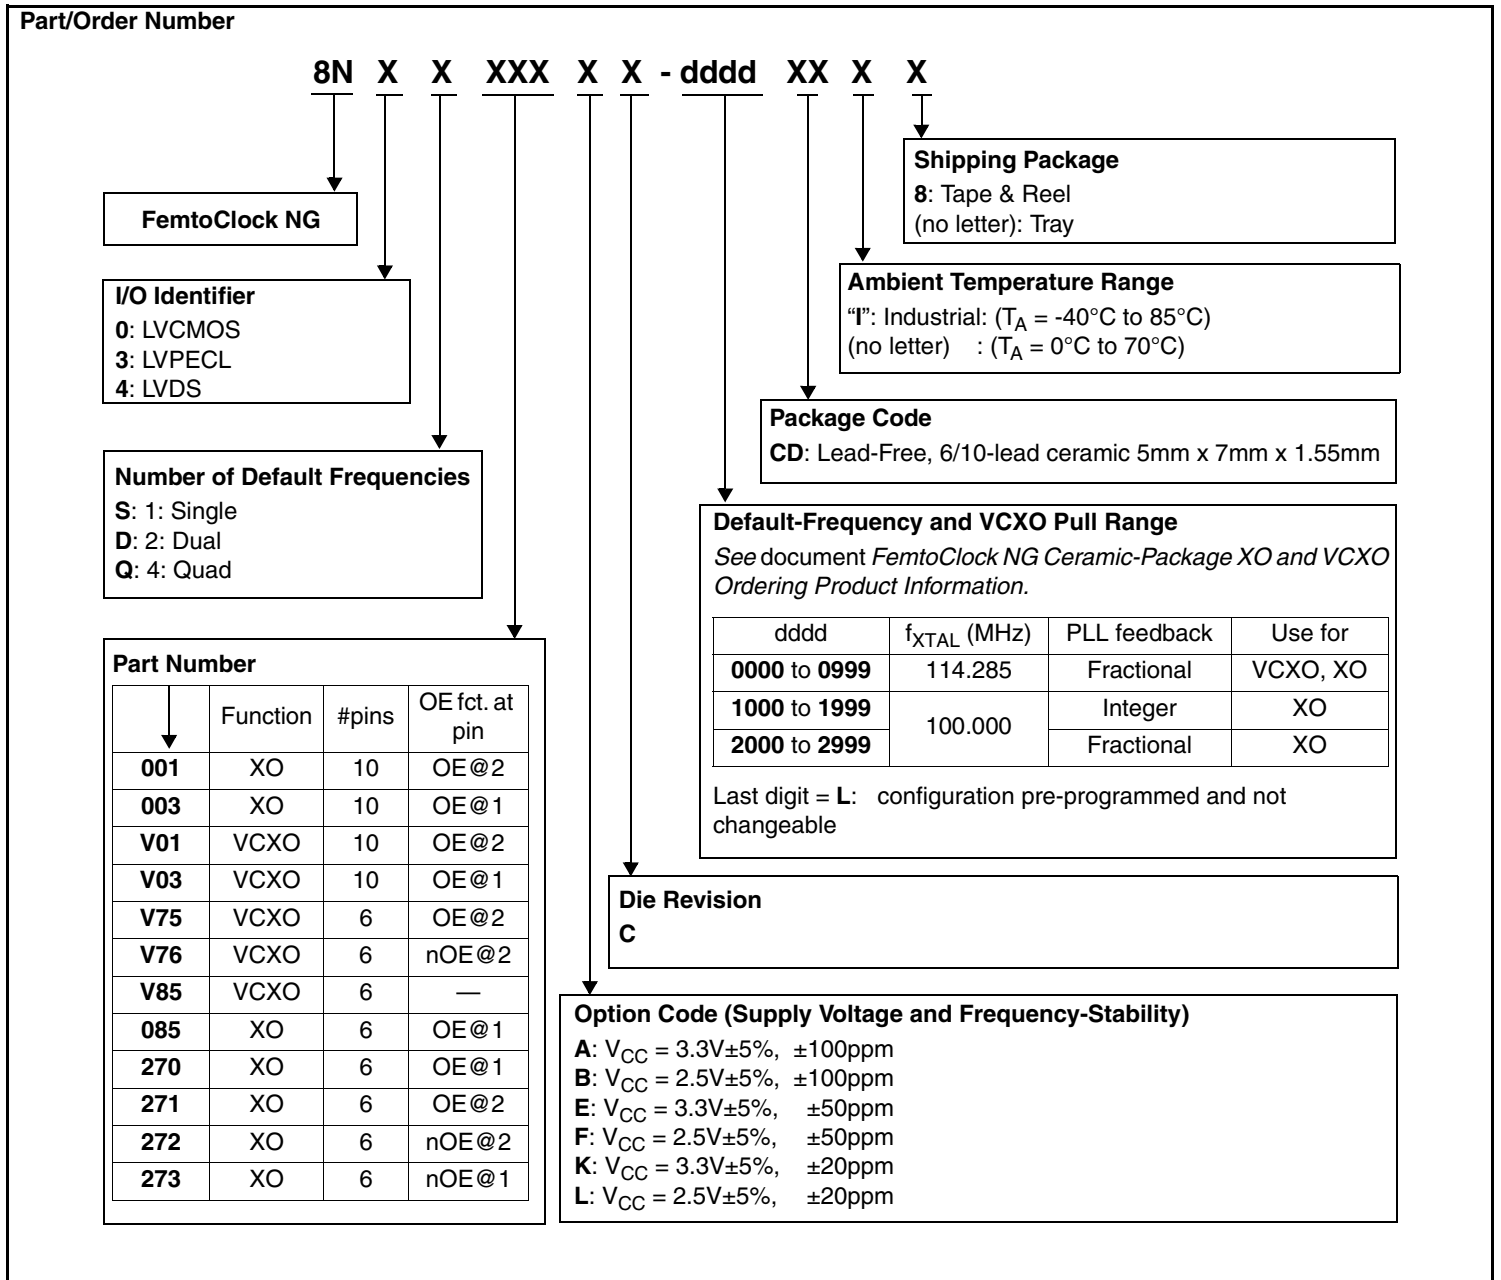 Part/Order Number
8N X X XXX X X - dddd XX X X
Shipping Package
8: Tape & Reel
(no letter): Tray
FemtoClock NG
Ambient Temperature Range
“I”: Industrial: (TA = -40°C to 85°C)
(no letter) : (TA = 0°C to 70°C)
I/O Identifier
0: LVCMOS
3: LVPECL
4: LVDS
Package Code
CD: Lead-Free, 6/10-lead ceramic 5mm x 7mm x 1.55mm
Number of Default Frequencies
S: 1: Single
D: 2: Dual
Q: 4: Quad
Default-Frequency and VCXO Pull Range
See document FemtoClock NG Ceramic-Package XO and VCXO
Ordering Product Information.
dddd fXTAL (MHz) PLL feedback Use for
0000 to 0999 114.285 Fractional VCXO, XO
1000 to 1999 100.000 Integer XO
2000 to 2999 Fractional XO
Last digit = L: configuration pre-programmed and not
changeable
Part Number
Function #pins OE fct. at
pin
001 XO 10 OE@2
003 XO 10 OE@1
V01 VCXO 10 OE@2
V03 VCXO 10 OE@1
V75 VCXO 6 OE@2
V76 VCXO 6 nOE@2
V85 VCXO 6 —
085 XO 6 OE@1
270 XO 6 OE@1
271 XO 6 OE@2
272 XO 6 nOE@2
273 XO 6 nOE@1
Die Revision
C
Option Code (Supply Voltage and Frequency-Stability)
A: VCC = 3.3V±5%, ±100ppm
B: VCC = 2.5V±5%, ±100ppm
E: VCC = 3.3V±5%, ±50ppm
F: VCC = 2.5V±5%, ±50ppm
K: VCC = 3.3V±5%, ±20ppm
L: VCC = 2.5V±5%, ±20ppm